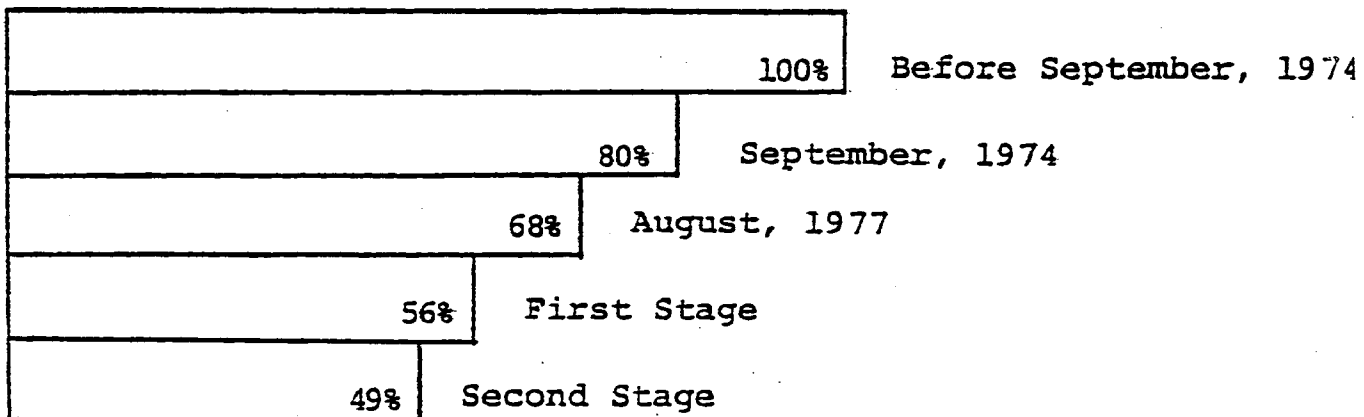 100% Before September, 1974
80% September, 1974
68% August, 1977
56% First Stage
49% Second Stage